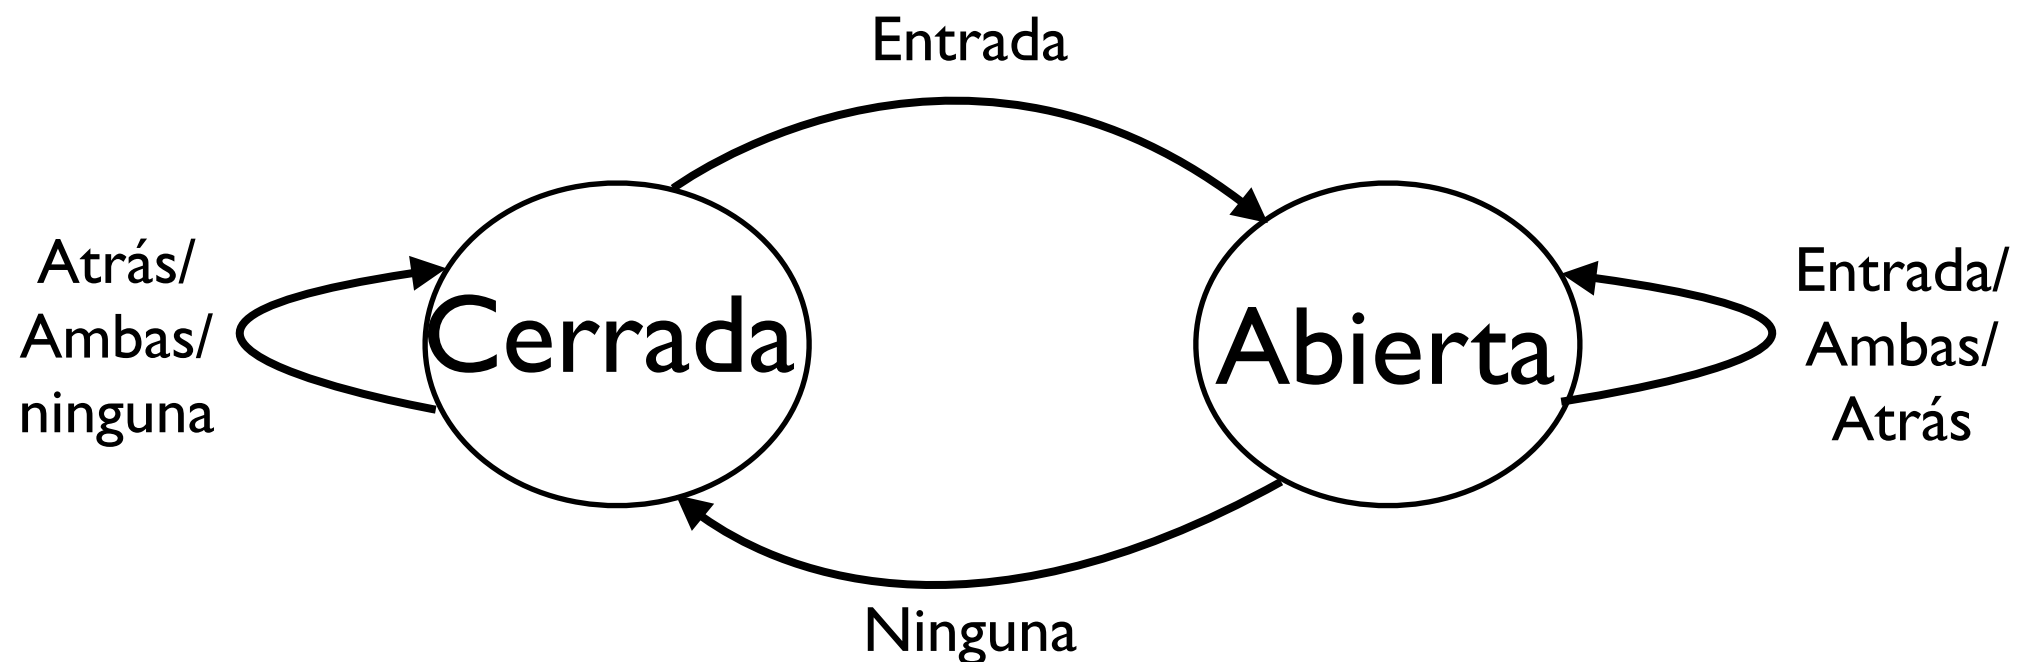 Entrada
Atrás/
Ambas/
ninguna
Cerrada
Abierta
Entrada/
Ambas/
Atrás
Ninguna